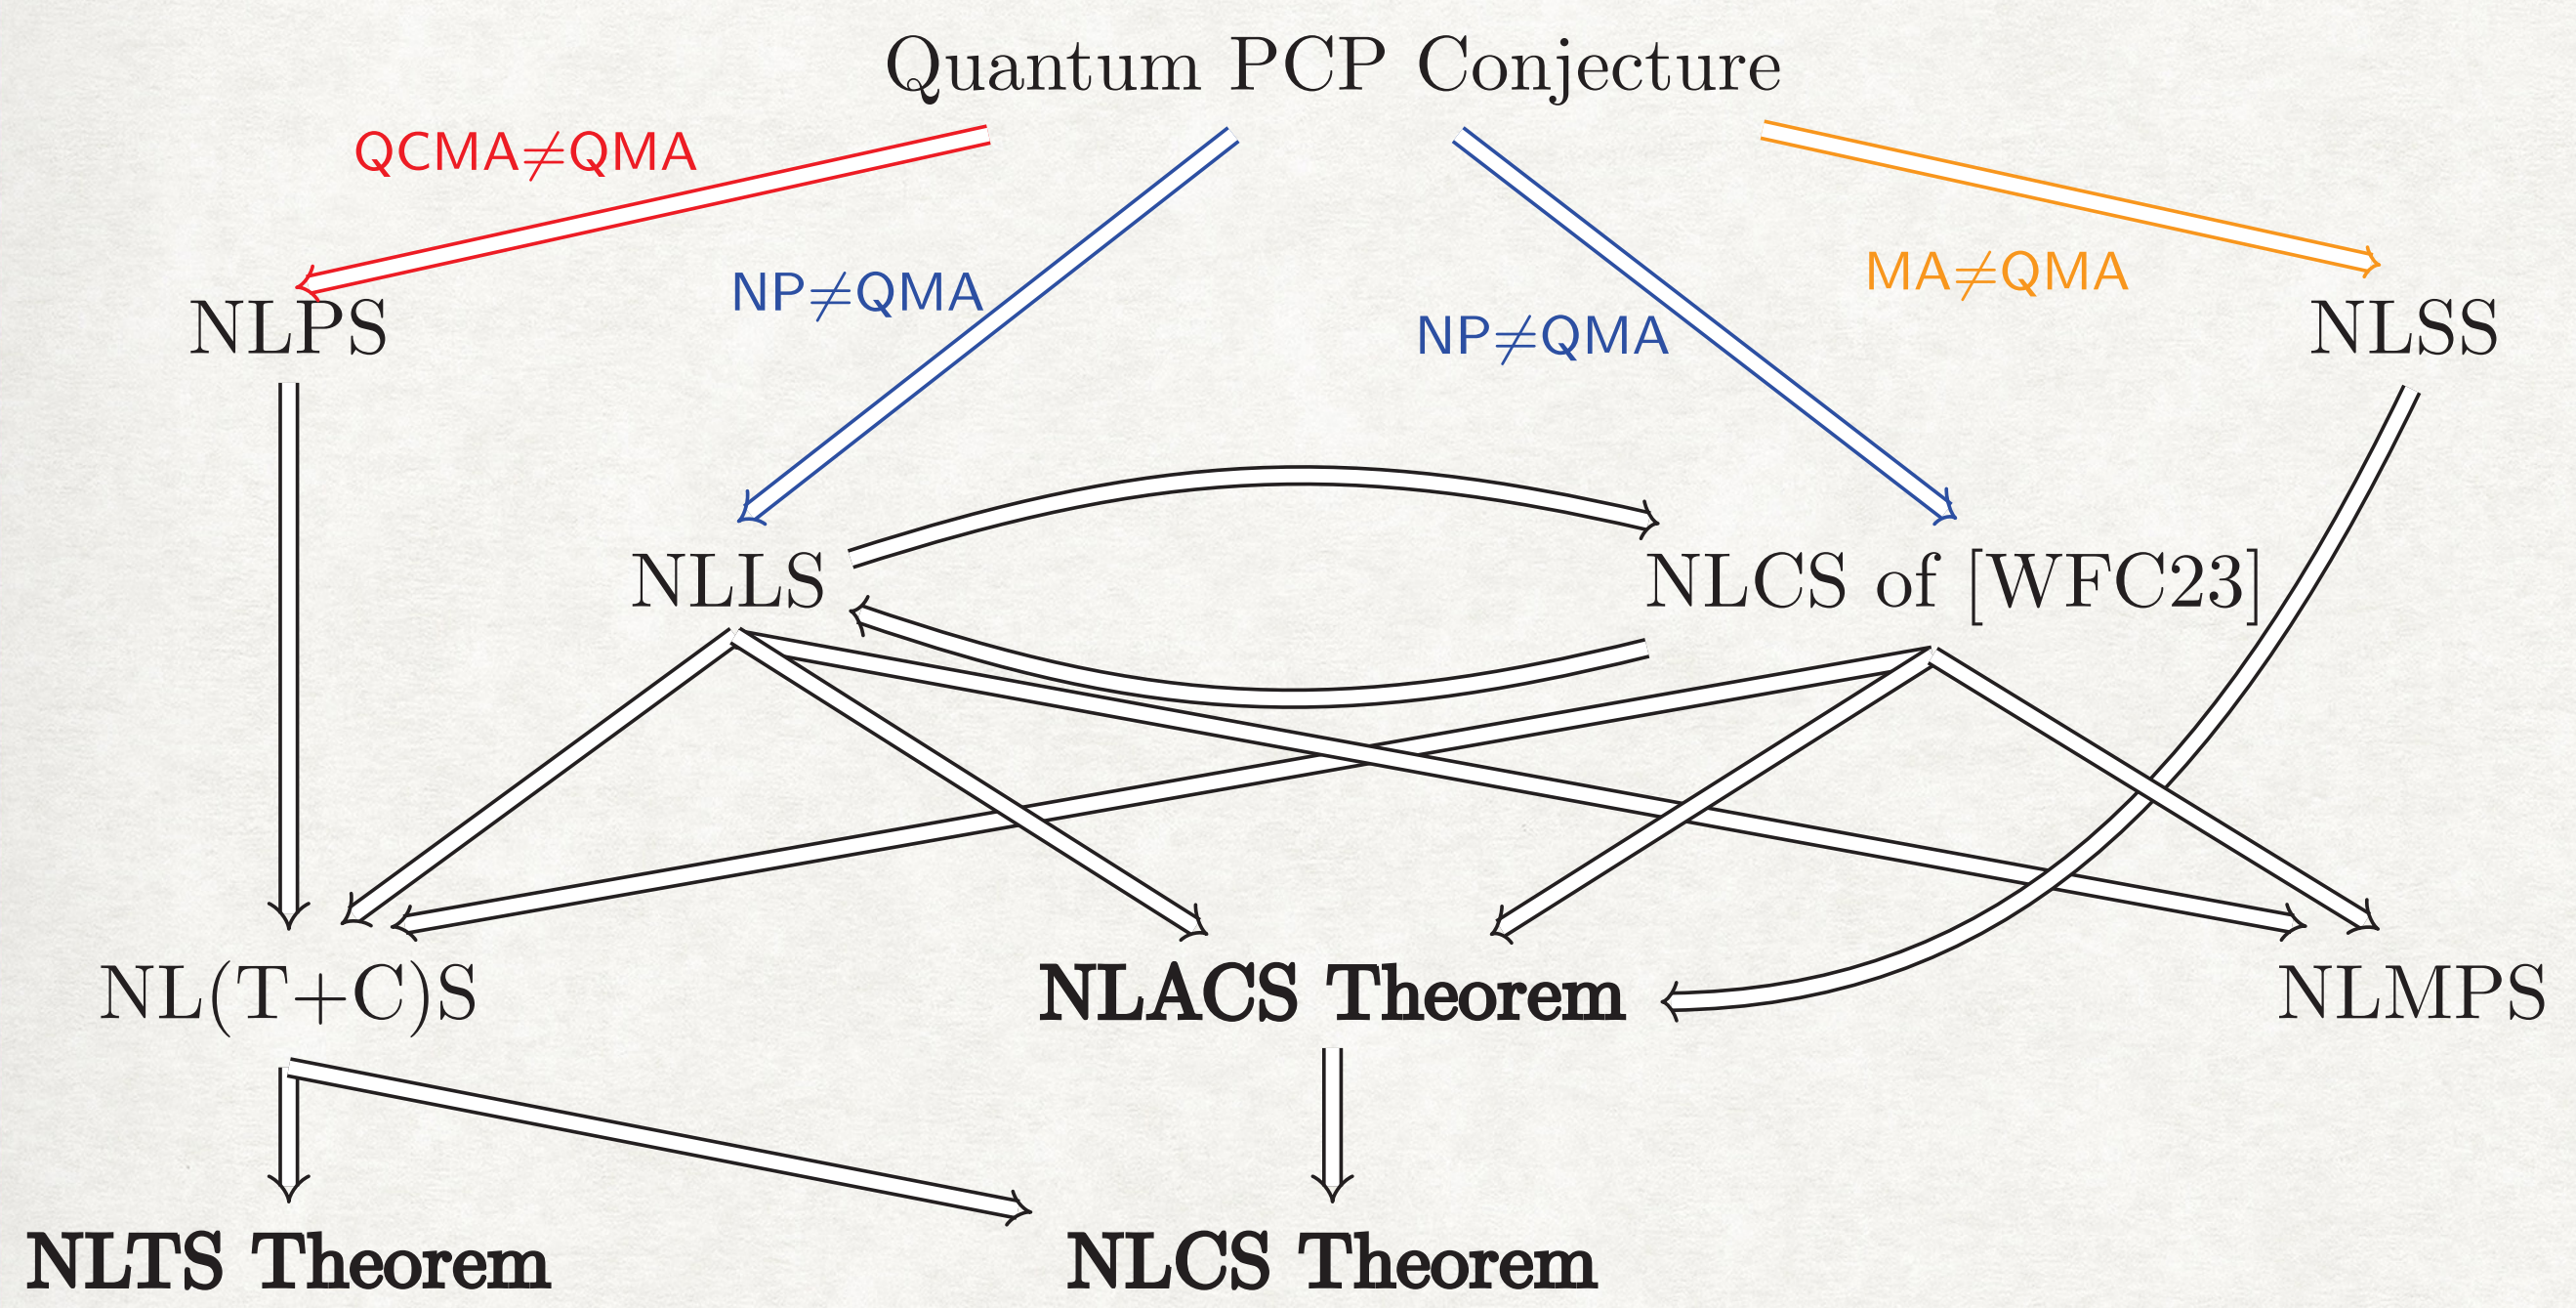 Quantum PCP Conjecture
QCMA≠QMA
NP≠QMA
NP≠QMA
MA≠QMA
NLPS
NLSS
NLLS
NLCS of [WFC23]
NL(T+C)S
NLACS Theorem
NLMPS
NLTS Theorem
NLCS Theorem